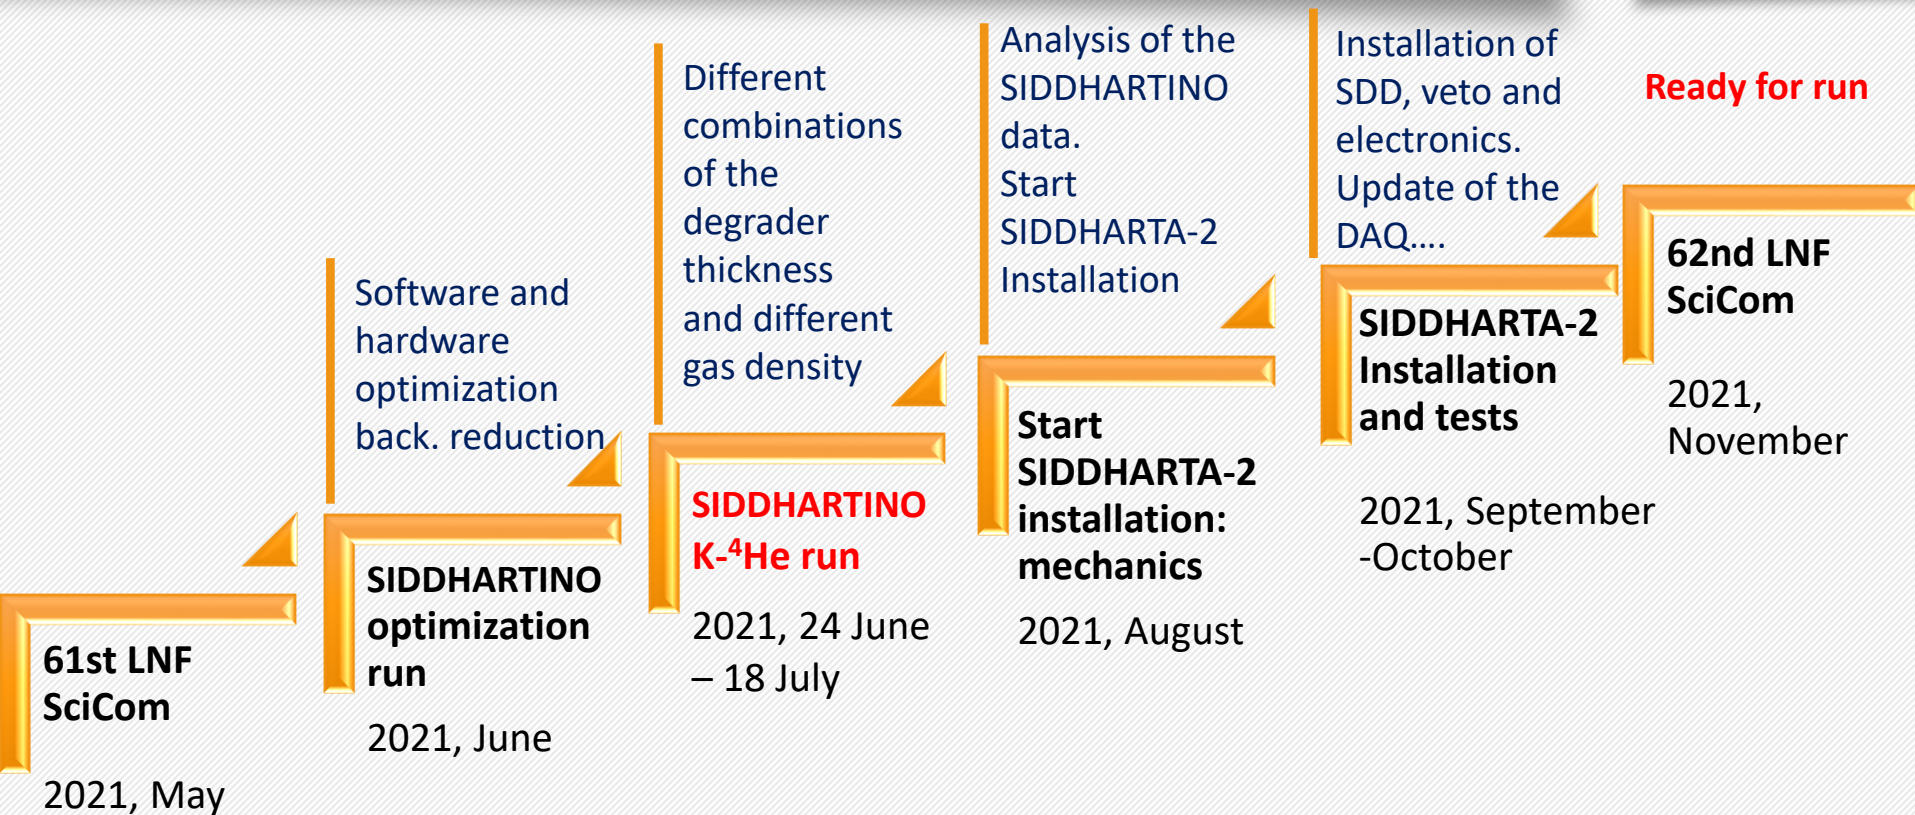 61st LNF
SciCom
2021, May
Software and
hardware
optimization
back. reduction
SIDDHARTINO
optimization
run
2021, June
Different
combinations
of the
degrader
thickness
and different
gas density
SIDDHARTINO
K-⁴He run
2021, 24 June
– 18 July
Analysis of the
SIDDHARTINO
data.
Start
SIDDHARTA-2
Installation
Start
SIDDHARTA-2
installation:
mechanics
2021, August
Installation of
SDD, veto and
electronics.
Update of the
DAQ....
SIDDHARTA-2
Installation
and tests
2021, September
-October
Ready for run
62nd LNF
SciCom
2021,
November